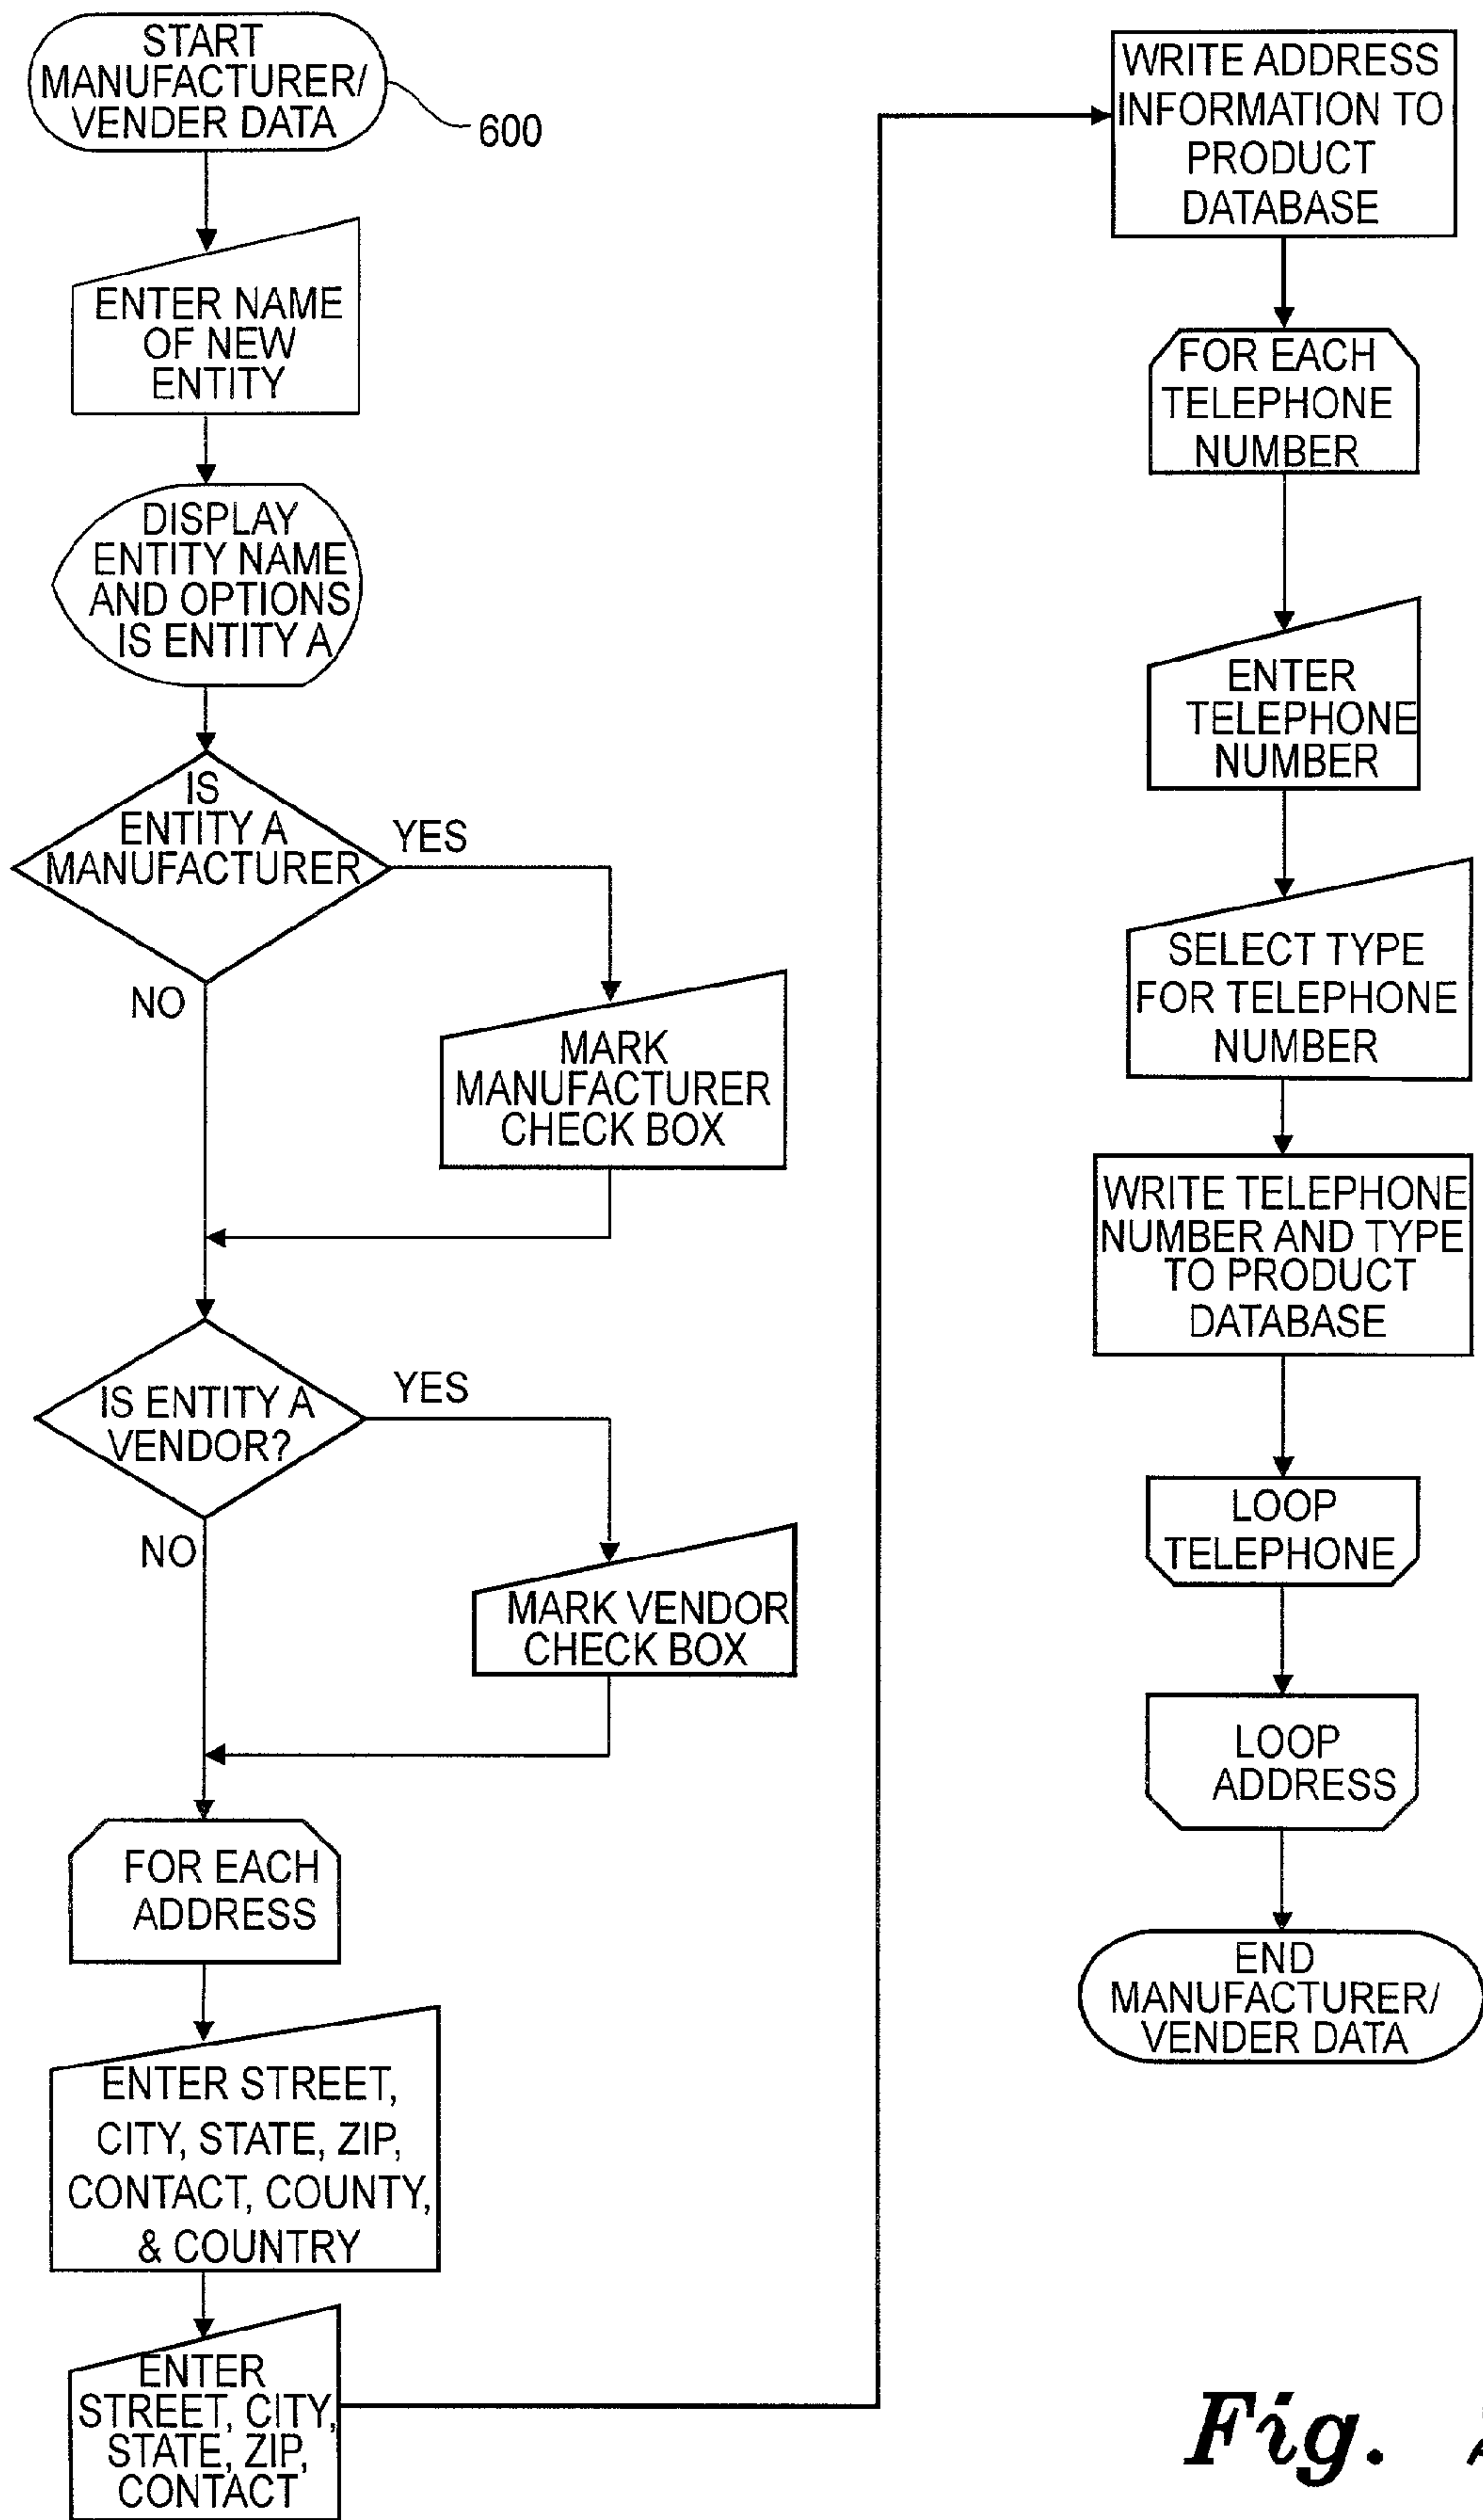 START
MANUFACTURER/
VENDER DATA
600
ENTER NAME
OF NEW
ENTITY
DISPLAY
ENTITY NAME
AND OPTIONS
IS ENTITY A
IS
ENTITY A
MANUFACTURER
YES
NO
MARK
MANUFACTURER
CHECK BOX
IS ENTITY A
VENDOR?
YES
NO
MARK VENDOR
CHECK BOX
FOR EACH
ADDRESS
ENTER STREET,
CITY, STATE, ZIP,
CONTACT, COUNTY,
& COUNTRY
ENTER
STREET, CITY,
STATE, ZIP,
CONTACT
WRITE ADDRESS
INFORMATION TO
PRODUCT
DATABASE
FOR EACH
TELEPHONE
NUMBER
ENTER
TELEPHONE
NUMBER
SELECT TYPE
FOR TELEPHONE
NUMBER
WRITE TELEPHONE
NUMBER AND TYPE
TO PRODUCT
DATABASE
LOOP
TELEPHONE
LOOP
ADDRESS
END
MANUFACTURER/
VENDER DATA
Fig.